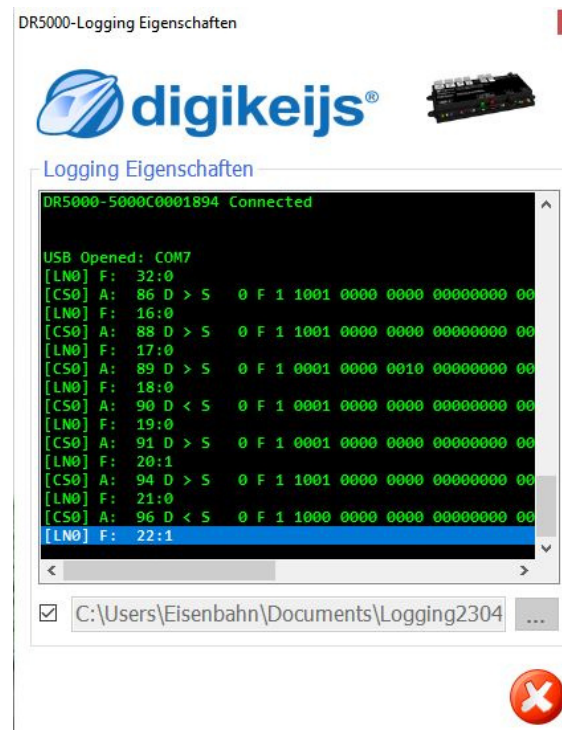 DR5000-Logging Eigenschaften
digikeijs®
Logging Eigenschaften
DR5000-5000C0001894 Connected
USB Opened: COM7
[LN0] F: 32:0
[CS0] A: 86 D > S 0 F 1 1001 0000 0000 00000000 00
[LN0] F: 16:0
[CS0] A: 88 D > S 0 F 1 1001 0000 0000 00000000 00
[LN0] F: 17:0
[CS0] A: 89 D > S 0 F 1 0001 0000 0010 00000000 00
[LN0] F: 18:0
[CS0] A: 90 D < S 0 F 1 0001 0000 0000 00000000 00
[LN0] F: 19:0
[CS0] A: 91 D > S 0 F 1 0001 0000 0000 00000000 00
[LN0] F: 20:1
[CS0] A: 94 D > S 0 F 1 1001 0000 0000 00000000 00
[LN0] F: 21:0
[CS0] A: 96 D < S 0 F 1 1000 0000 0000 00000000 00
[LN0] F: 22:1
C:\Users\Eisenbahn\Documents\Logging2304 ...